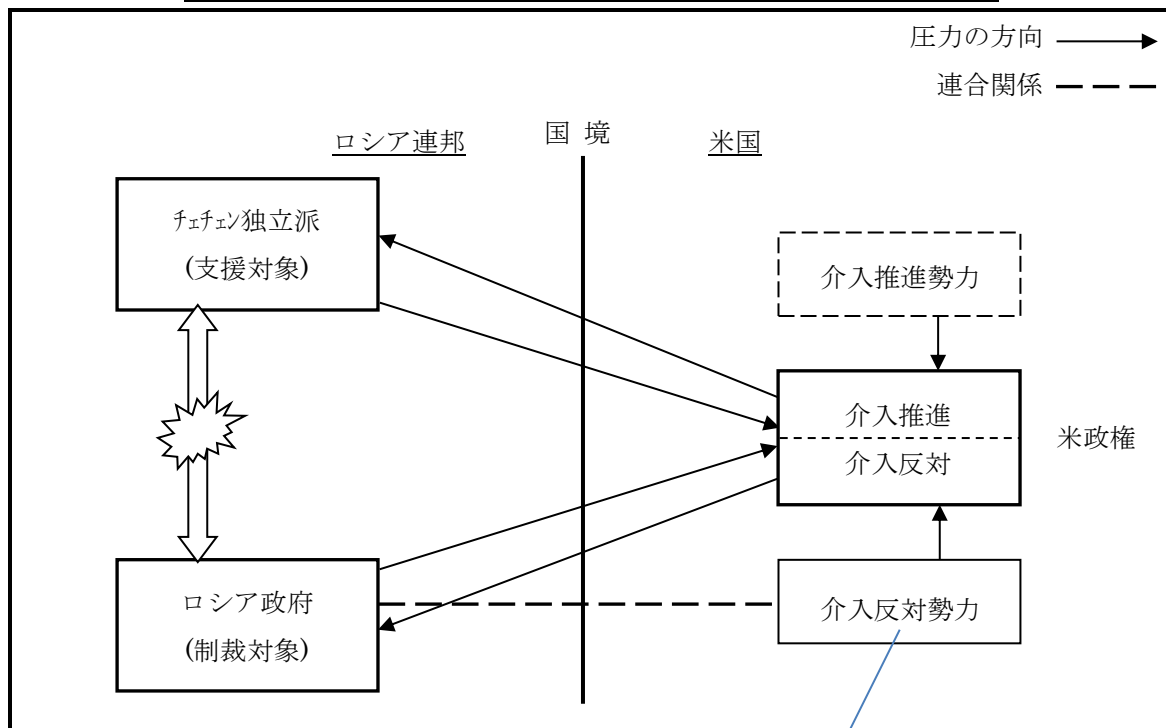 圧力の方向
連合関係
ロシア連邦
国 境
米国
ﾁｪﾁｪﾝ独立派
(支援対象)
介入推進勢力
介入推進
介入反対
米政権
ロシア政府
(制裁対象)
介入反対勢力